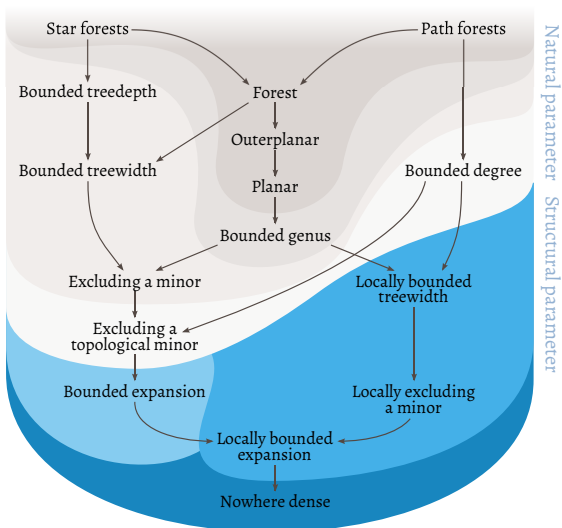 Star forests
Path forests
Bounded treedepth
Forest
Outerplanar
Bounded treewidth
Planar
Bounded degree
Bounded genus
Excluding a minor
Locally bounded
treewidth
Excluding a
topological minor
Bounded expansion
Locally excluding
a minor
Locally bounded
expansion
Nowhere dense
Natural parameter
Structural parameter